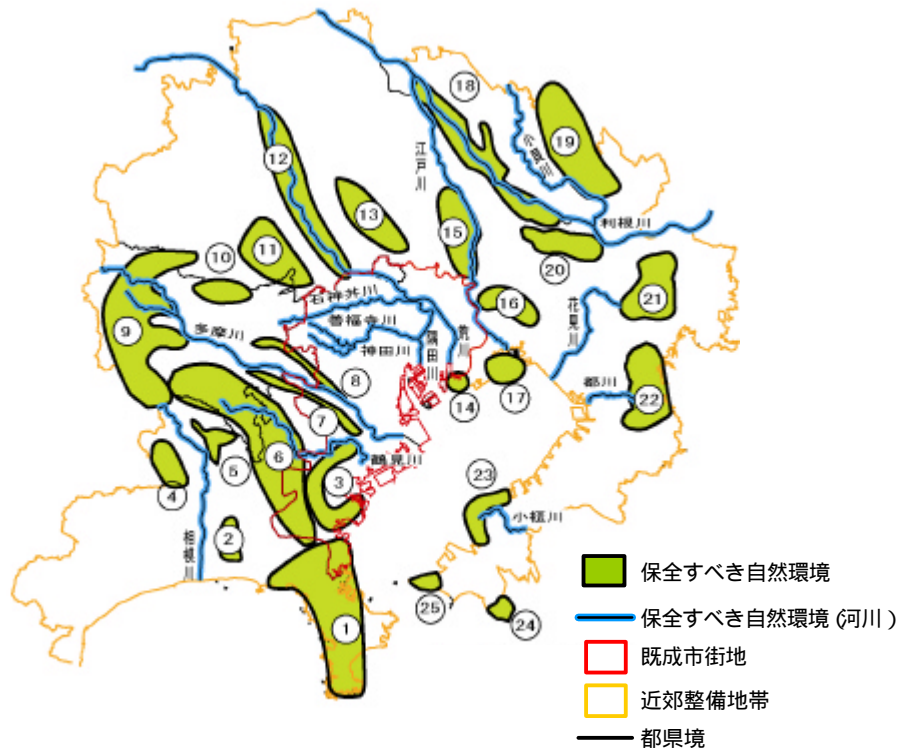 ⑱
⑲
⑫
江戸川
小貝川
⑬
⑮
利根川
⑩
⑪
⑳
石神井川
⑯
㉑
⑨
多摩川
善福寺川
花見川
神田川
隅田川
荒川
⑧
⑭
⑰
都川
㉒
⑦
⑥
鶴見川
⑤
④
③
㉓
小櫃川
②
相模川
㉕
㉔
①
保全すべき自然環境
保全すべき自然環境(河川)
既成市街地
近郊整備地帯
都県境